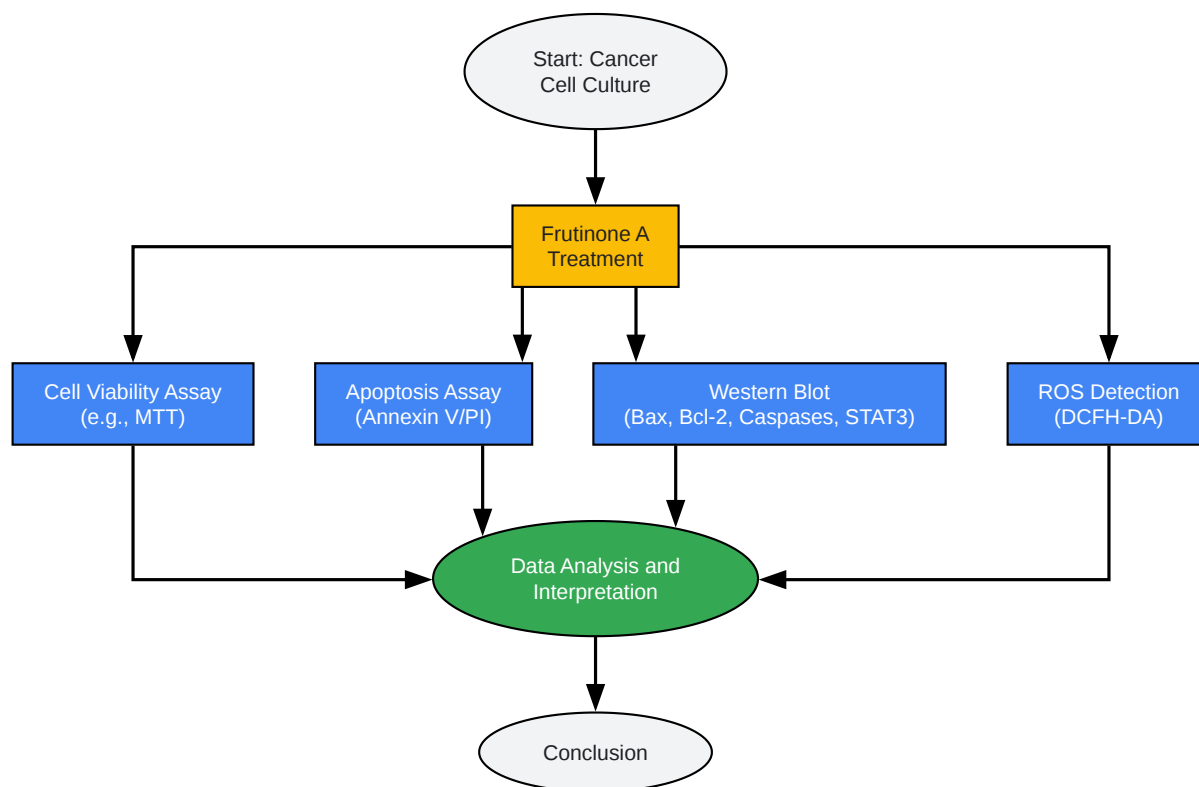 Start: Cancer
Cell Culture
Frutinone A
Treatment
Cell Viability Assay
(e.g., MTT)
Apoptosis Assay
(Annexin V/PI)
Western Blot
(Bax, Bcl-2, Caspases, STAT3)
ROS Detection
(DCFH-DA)
Data Analysis and
Interpretation
Conclusion